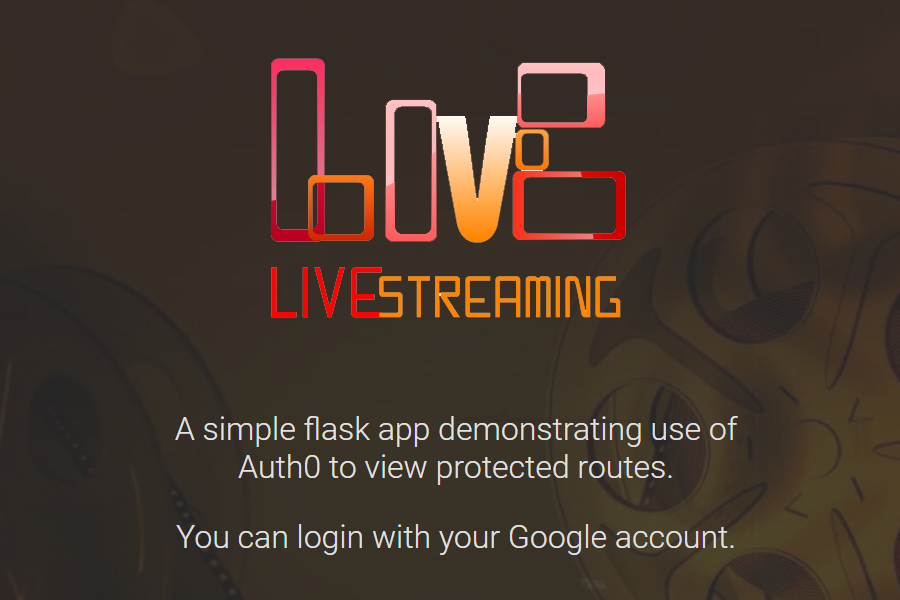 LIVE
LIVESTREAMING
A simple flask app demonstrating use of
Auth0 to view protected routes.
You can login with your Google account.